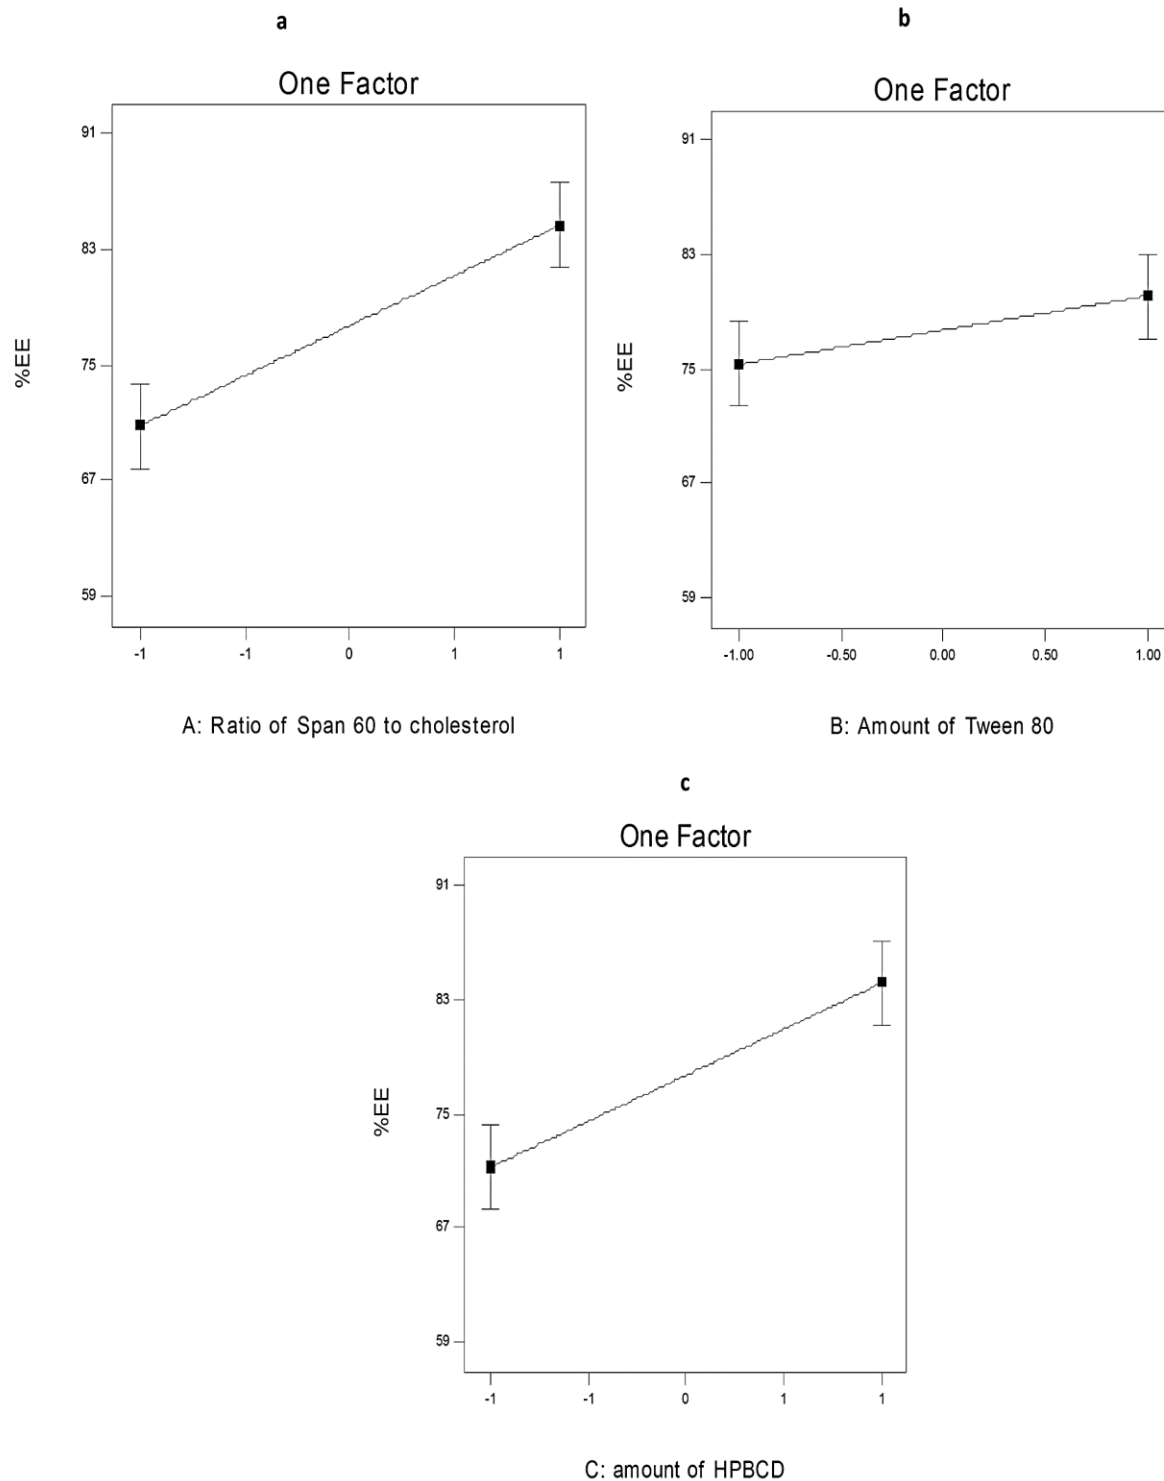 a
One Factor
91
83
75
67
59
%EE
-1 -1 0 1 1
A: Ratio of Span 60 to cholesterol
b
One Factor
91
83
75
67
59
%EE
-1.00 -0.50 0.00 0.50 1.00
B: Amount of Tween 80
c
One Factor
91
83
75
67
59
%EE
-1 -1 0 1 1
C: amount of HPBCD